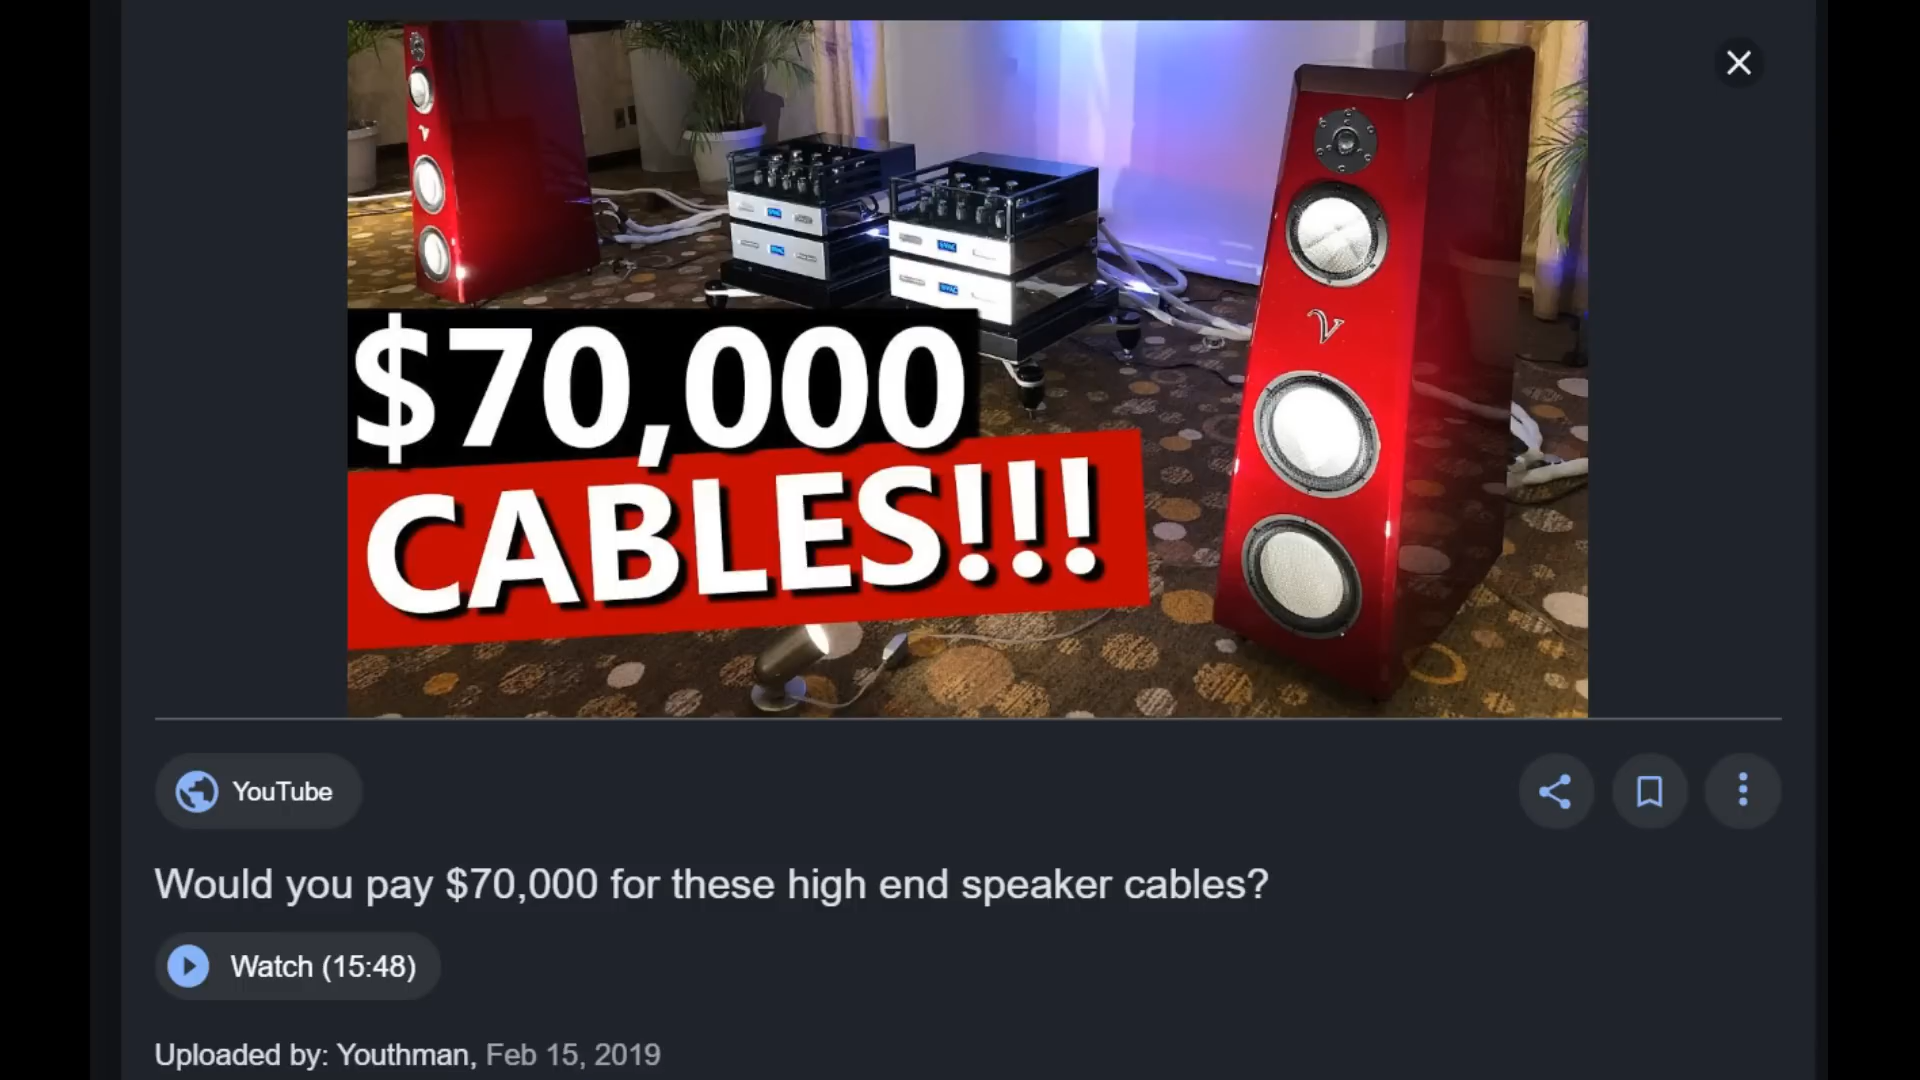 $70,000
CABLES!!!
YouTube
Would you pay $70,000 for these high end speaker cables?
Watch (15:48)
Uploaded by: Youthman, Feb 15, 2019